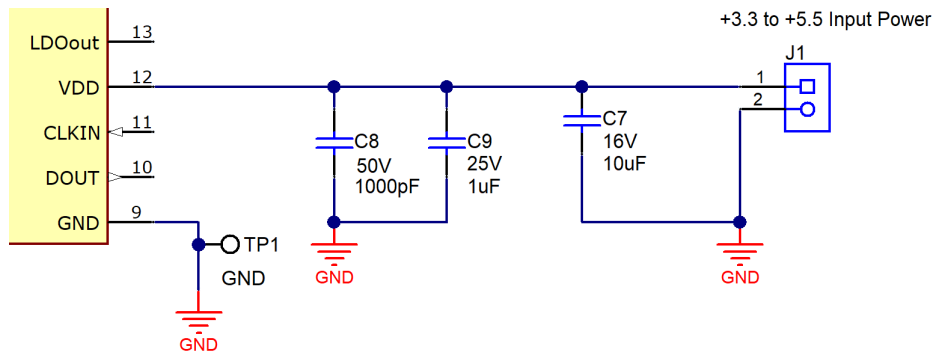 +3.3 to +5.5 Input Power
LDOout 13
VDD 12
CLKIN 11
DOUT 10
GND 9
TP1
GND
GND
C8
50V
1000pF
GND
C9
25V
1uF
C7
16V
10uF
J1
1
2
GND